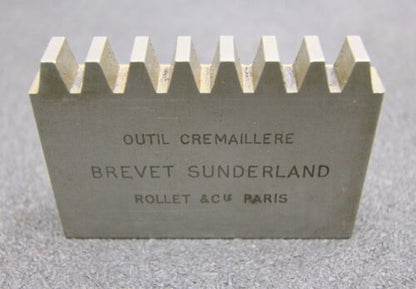 OUTIL CREMAILLERE
BREVET SUNDERLAND
ROLLET & Cie PARIS